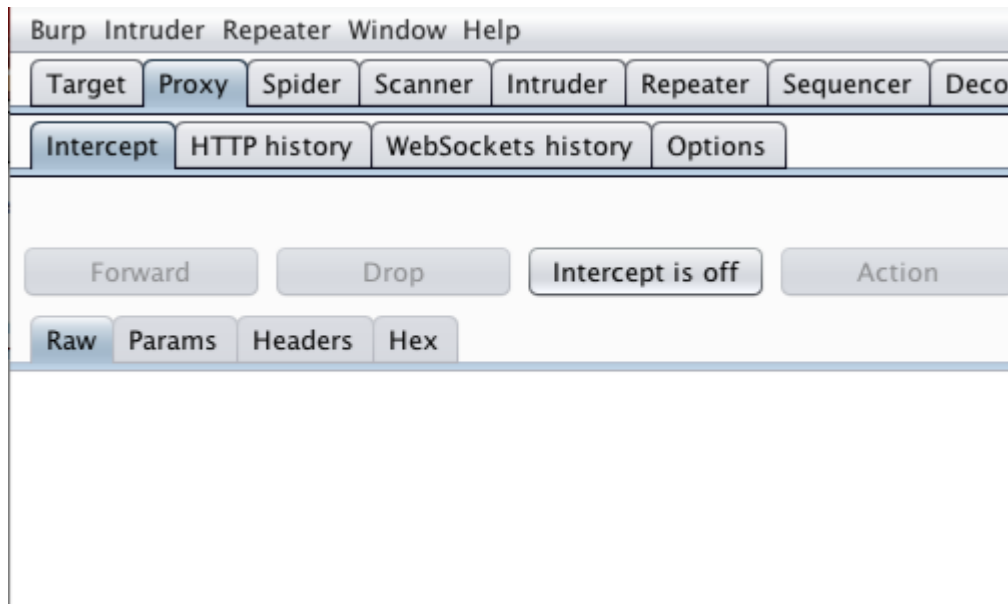 Burp Intruder Repeater Window Help
Target Proxy Spider Scanner Intruder Repeater Sequencer Deco
Intercept HTTP history WebSockets history Options
Forward Drop Intercept is off Action
Raw Params Headers Hex